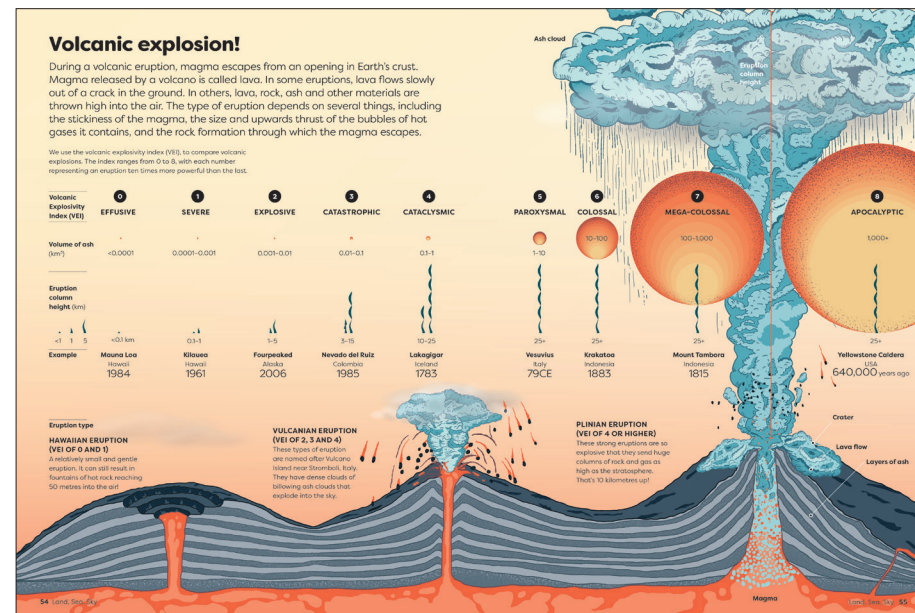 Volcanic explosion!
During a volcanic eruption, magma escapes from an opening in Earth's crust.
Magma released by a volcano is called lava. In some eruptions, lava flows slowly
out of a crack in the ground. In others, lava, rock, ash and other materials are
thrown high into the air. The type of eruption depends on several things, including
the stickiness of the magma, the size and upwards thrust of the bubbles of hot
gases it contains, and the rock formation through which the magma escapes.
We use the volcanic explosivity index (VEI), to compare volcanic
explosions. The index ranges from 0 to 8, with each number
representing an eruption ten times more powerful than the last.
Ash cloud
Eruption
column
height
Volcanic
Explosivity
Index (VEI)
0 1 2 3 4 5 6 7 8
EFFUSIVE SEVERE EXPLOSIVE CATASTROPHIC CATACLYSMIC PAROXYSMAL COLOSSAL MEGA-COLOSSAL APOCALYPTIC
Volume of ash
(km³)
<0.0001 0.0001–0.001 0.001–0.01 0.01–0.1 0.1–1 1–10 10–100 100–1,000 1,000+
Eruption
column
height (km)
<1 1 5
<0.1 km 0.1–1 1–5 3–15 10–25 25+ 25+ 25+ 25+
Example
Mauna Loa Kilauea Fourpeaked Nevado del Ruiz Lakagigar Vesuvius Krakatoa Mount Tambora Yellowstone Caldera
Hawaii Hawaii Alaska Colombia Iceland Italy Indonesia Indonesia USA
1984 1961 2006 1985 1783 79CE 1883 1815 640,000 years ago
Eruption type
HAWAIIAN ERUPTION
(VEI OF 0 AND 1)
A relatively small and gentle
eruption. It can still result in
fountains of hot rock reaching
50 metres into the air!
VULCANIAN ERUPTION
(VEI OF 2, 3 AND 4)
These types of eruption
are named after Vulcano
Island near Stromboli, Italy.
They have dense clouds of
billowing ash clouds that
explode into the sky.
PLINIAN ERUPTION
(VEI OF 4 OR HIGHER)
These strong eruptions are so
explosive that they send huge
columns of rock and gas as
high as the stratosphere.
That's 10 kilometres up!
Crater
Lava flow
Layers of ash
Magma
54 Land, Sea, Sky
Land, Sea, Sky 55